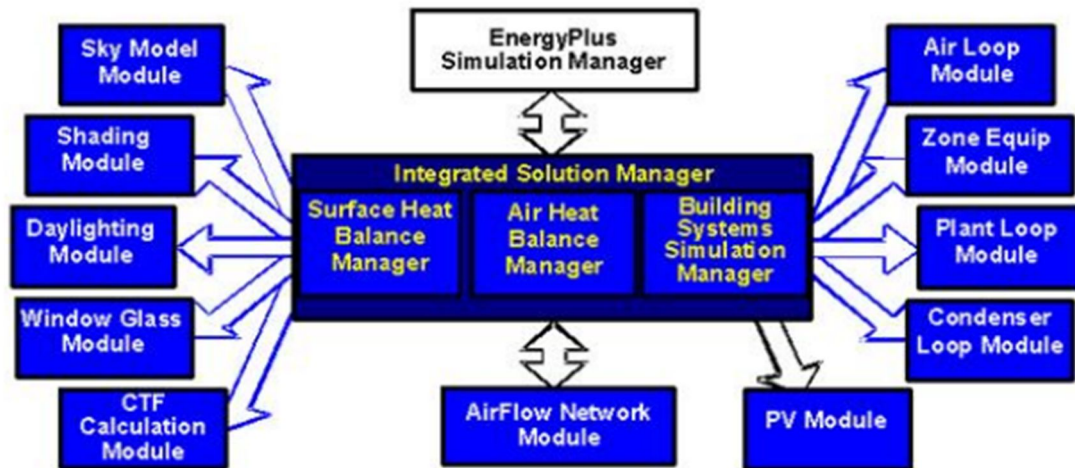 Sky Model
Module
Shading
Module
Daylighting
Module
Window Glass
Module
CTF
Calculation
Module
EnergyPlus
Simulation Manager
Integrated Solution Manager
Surface Heat
Balance
Manager
Air Heat
Balance
Manager
Building
Systems
Simulation
Manager
AirFlow Network
Module
PV Module
Air Loop
Module
Zone Equip
Module
Plant Loop
Module
Condenser
Loop Module